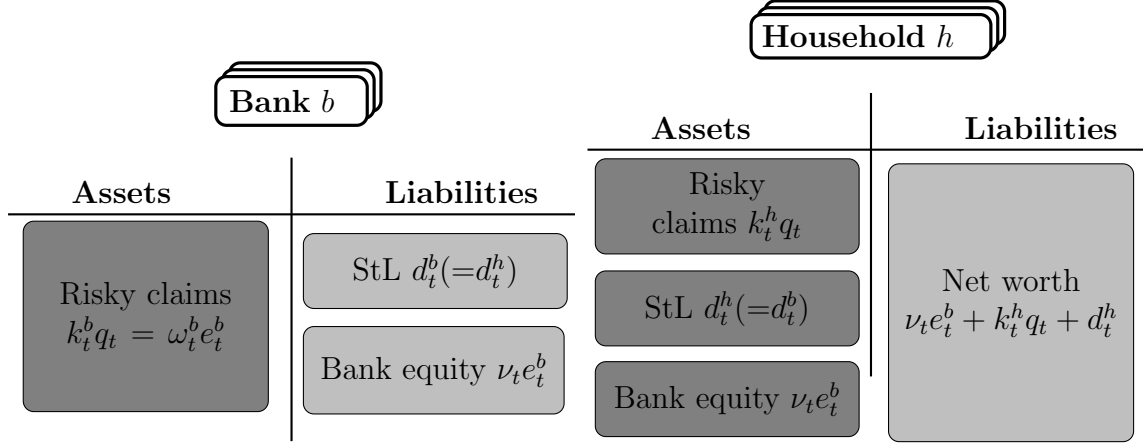 Bank b
Assets
Liabilities
Risky claims
k_t^b q_t = ω_t^b e_t^b
StL d_t^b(=d_t^h)
Bank equity ν_t e_t^b
Household h
Assets
Liabilities
Risky
claims k_t^h q_t
StL d_t^h(=d_t^b)
Bank equity ν_t e_t^b
Net worth
ν_t e_t^b + k_t^h q_t + d_t^h